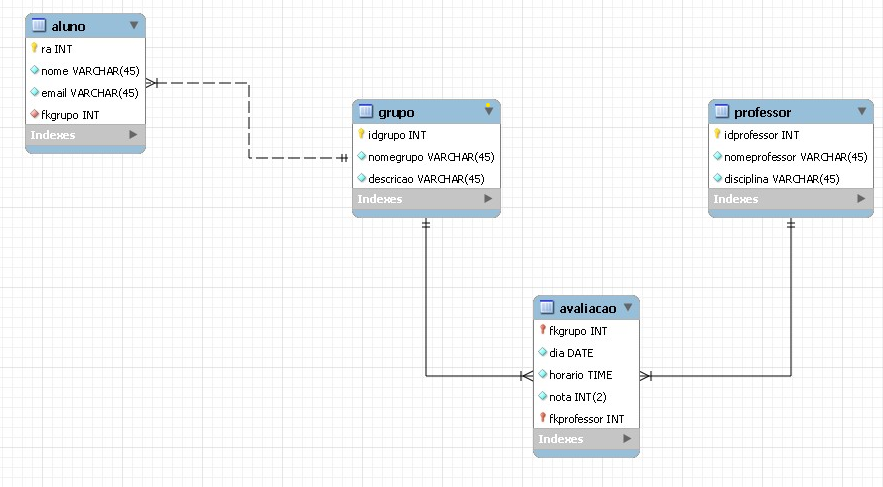 aluno
ra INT
nome VARCHAR(45)
email VARCHAR(45)
fkgrupo INT
Indexes
grupo
idgrupo INT
nomegrupo VARCHAR(45)
descricao VARCHAR(45)
Indexes
professor
idprofessor INT
nomeprofessor VARCHAR(45)
disciplina VARCHAR(45)
Indexes
avaliacao
fkgrupo INT
dia DATE
horario TIME
nota INT(2)
fkprofessor INT
Indexes